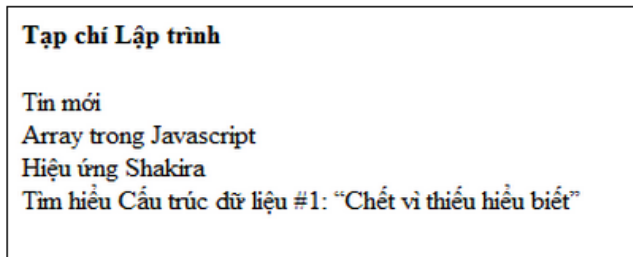 Tạp chí Lập trình
Tin mới
Array trong Javascript
Hiệu ứng Shakira
Tìm hiểu Cấu trúc dữ liệu #1: “Chết vì thiếu hiểu biết”